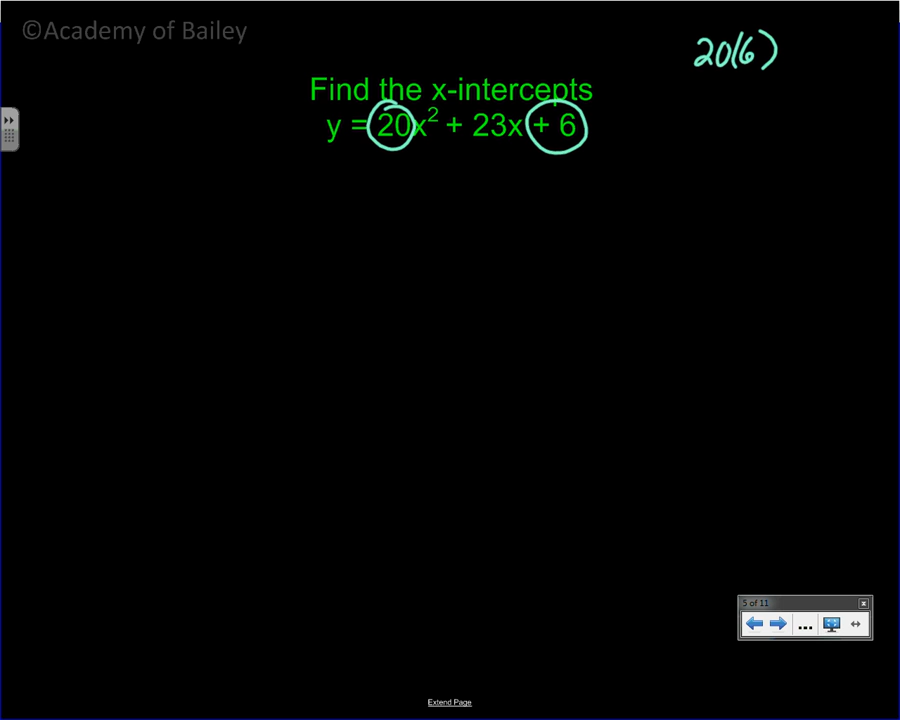 ©Academy of Bailey
20(6)
Find the x-intercepts
y = 20x² + 23x + 6
5 of 11
...
Extend Page